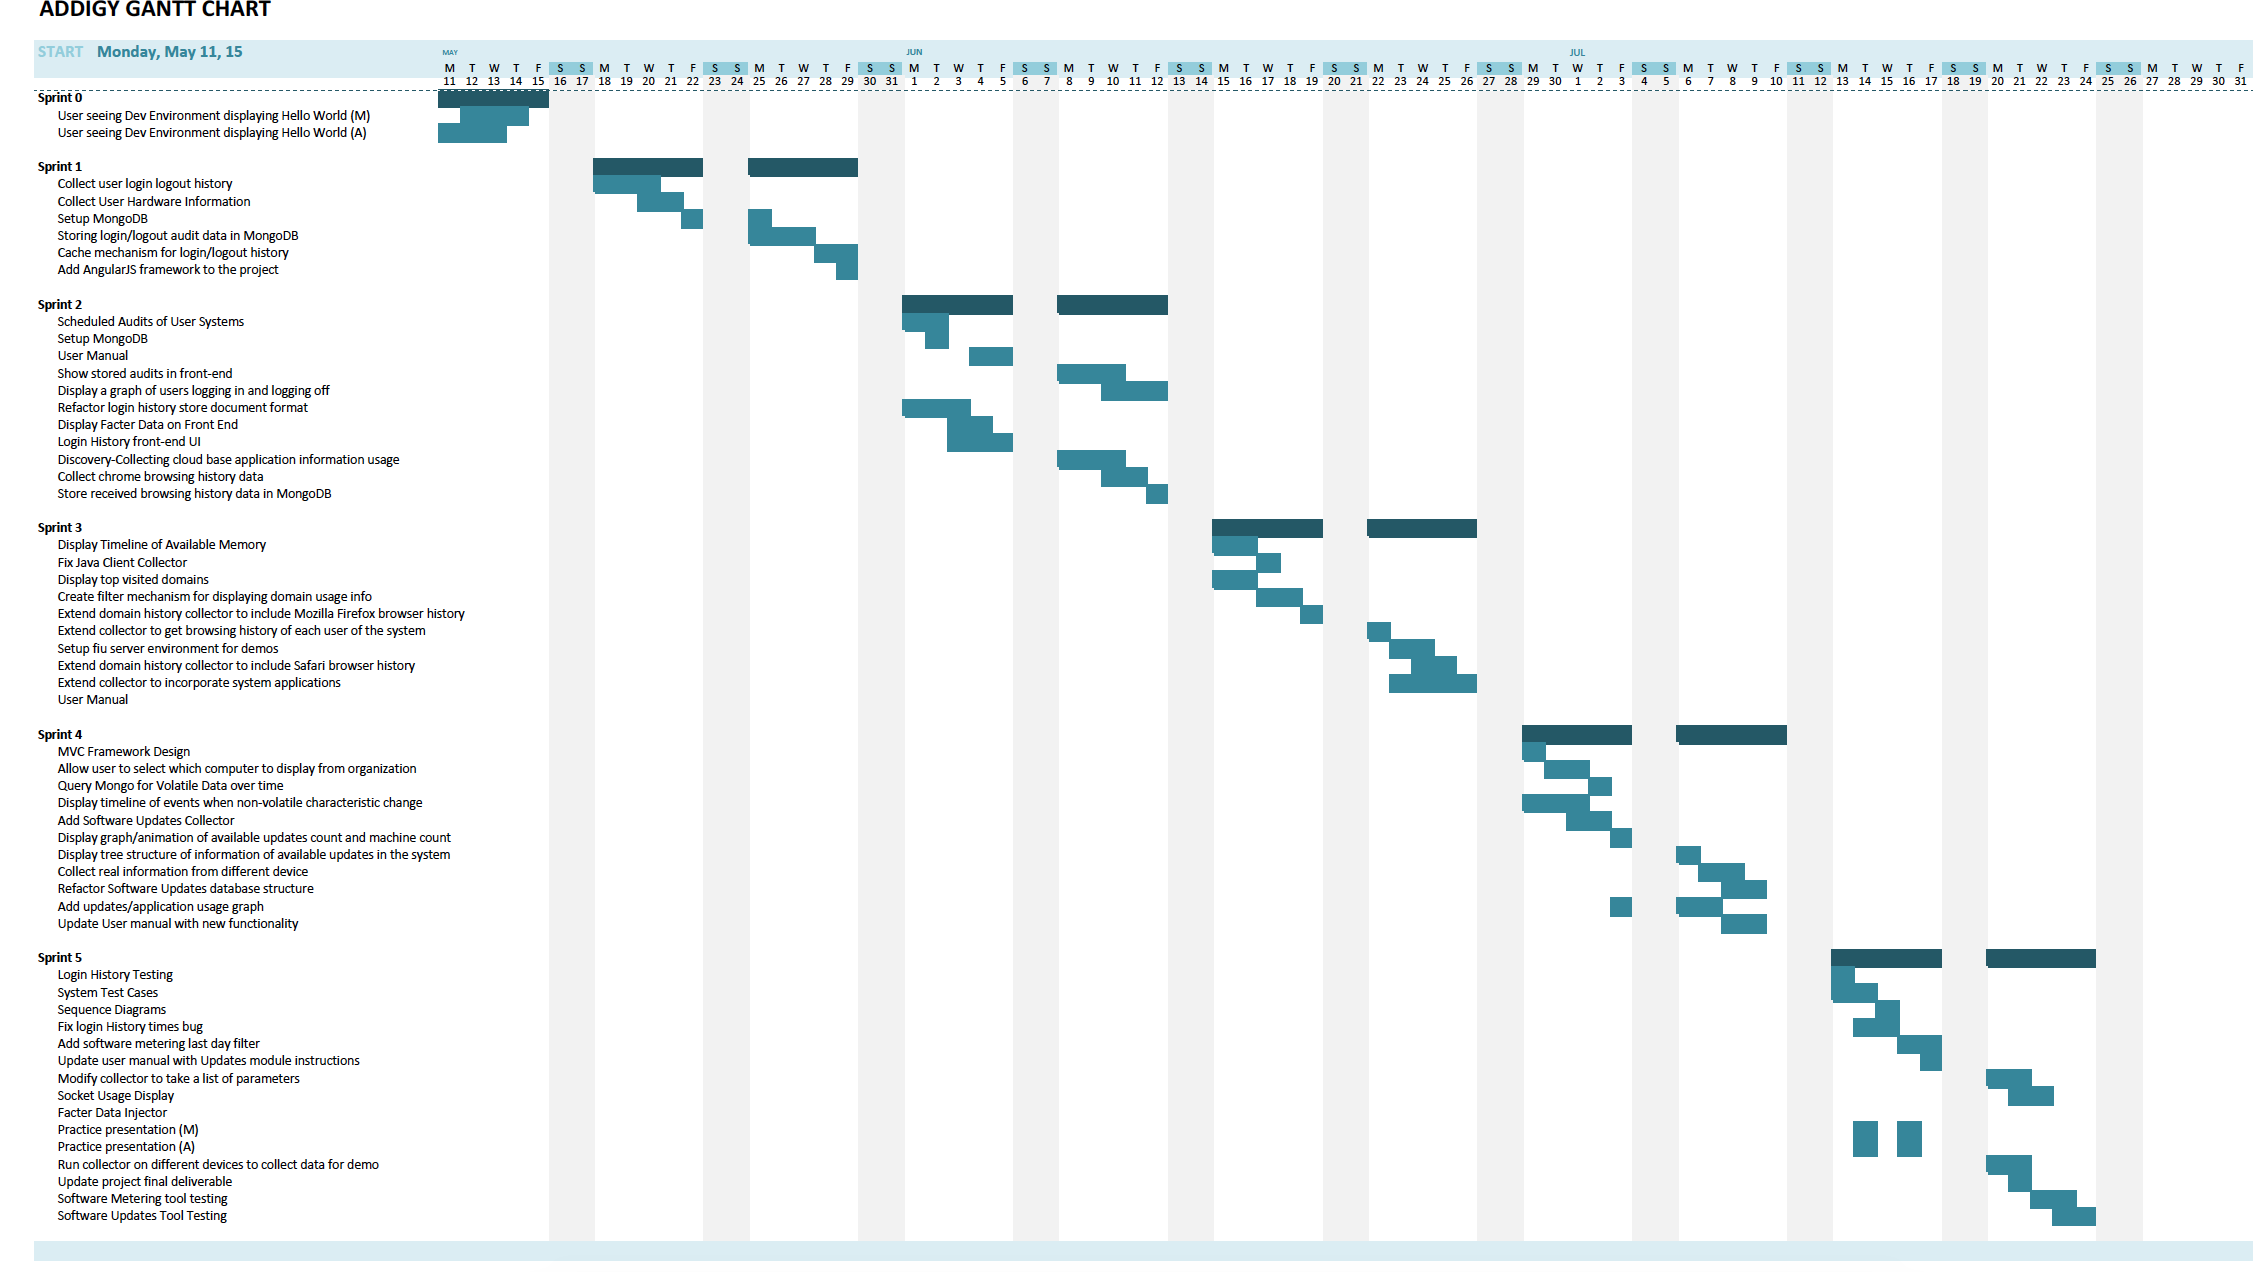 ADDIGY GANTT CHART
START Monday, May 11, 15 MAY JUN JUL
M T W T F S S M T W T F S S M T W T F S S M T W T F S S M T W T F S S M T W T F S S M T W T F S S M T W T F S S M T W T F S S M T W T F S S M T W T F S S M T W T F
11 12 13 14 15 16 17 18 19 20 21 22 23 24 25 26 27 28 29 30 31 1 2 3 4 5 6 7 8 9 10 11 12 13 14 15 16 17 18 19 20 21 22 23 24 25 26 27 28 29 30 1 2 3 4 5 6 7 8 9 10 11 12 13 14 15 16 17 18 19 20 21 22 23 24 25 26 27 28 29 30 31
Sprint 0
User seeing Dev Environment displaying Hello World (M)
User seeing Dev Environment displaying Hello World (A)
Sprint 1
Collect user login logout history
Collect User Hardware Information
Setup MongoDB
Storing login/logout audit data in MongoDB
Cache mechanism for login/logout history
Add AngularJS framework to the project
Sprint 2
Scheduled Audits of User Systems
Setup MongoDB
User Manual
Show stored audits in front-end
Display a graph of users logging in and logging off
Refactor login history store document format
Display Facter Data on Front End
Login History front-end UI
Discovery-Collecting cloud base application information usage
Collect chrome browsing history data
Store received browsing history data in MongoDB
Sprint 3
Display Timeline of Available Memory
Fix Java Client Collector
Display top visited domains
Create filter mechanism for displaying domain usage info
Extend domain history collector to include Mozilla Firefox browser history
Extend collector to get browsing history of each user of the system
Setup fiu server environment for demos
Extend domain history collector to include Safari browser history
Extend collector to incorporate system applications
User Manual
Sprint 4
MVC Framework Design
Allow user to select which computer to display from organization
Query Mongo for Volatile Data over time
Display timeline of events when non-volatile characteristic change
Add Software Updates Collector
Display graph/animation of available updates count and machine count
Display tree structure of information of available updates in the system
Collect real information from different device
Refactor Software Updates database structure
Add updates/application usage graph
Update User manual with new functionality
Sprint 5
Login History Testing
System Test Cases
Sequence Diagrams
Fix login History times bug
Add software metering last day filter
Update user manual with Updates module instructions
Modify collector to take a list of parameters
Socket Usage Display
Facter Data Injector
Practice presentation (M)
Practice presentation (A)
Run collector on different devices to collect data for demo
Update project final deliverable
Software Metering tool testing
Software Updates Tool Testing